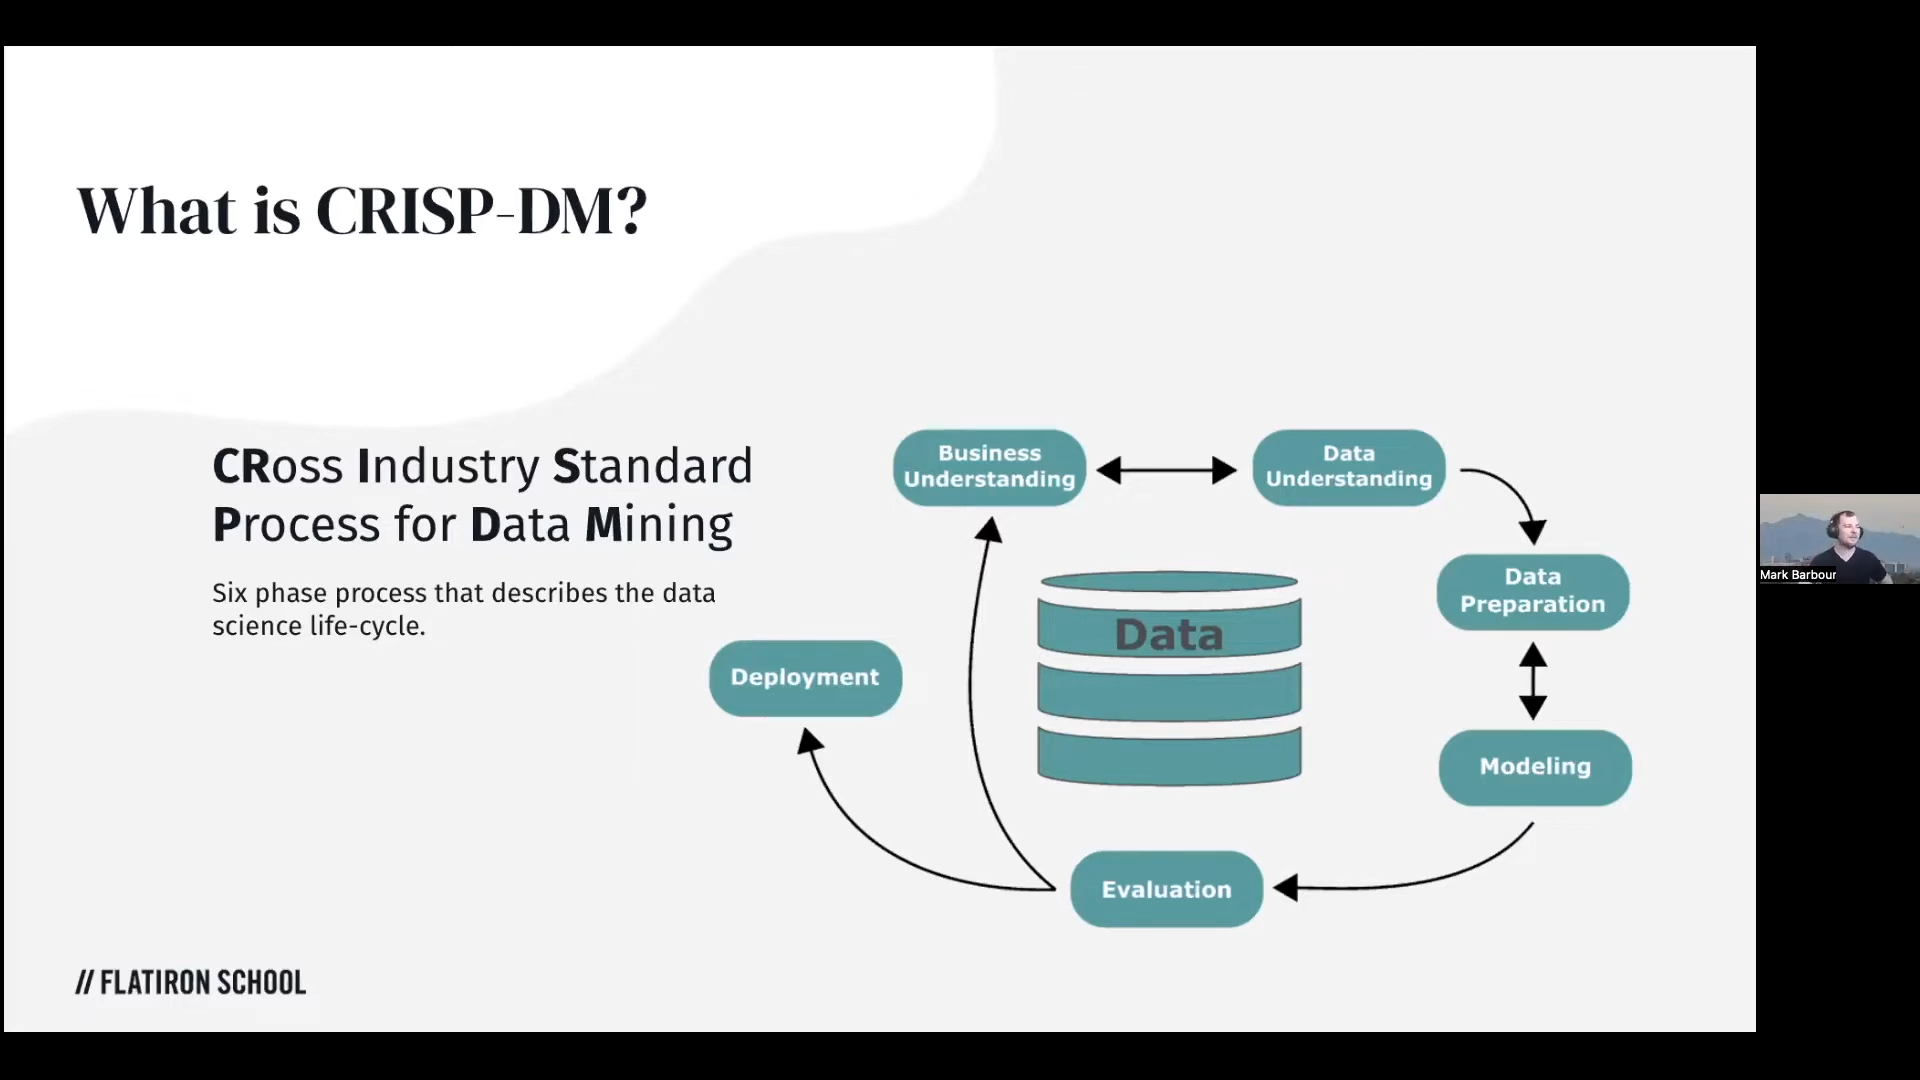 What is CRISP-DM?
CRoss Industry Standard
Process for Data Mining
Six phase process that describes the data
science life-cycle.
Business
Understanding
Data
Understanding
Data
Preparation
Data
Deployment
Modeling
Evaluation
// FLATIRON SCHOOL
Mark Barbour